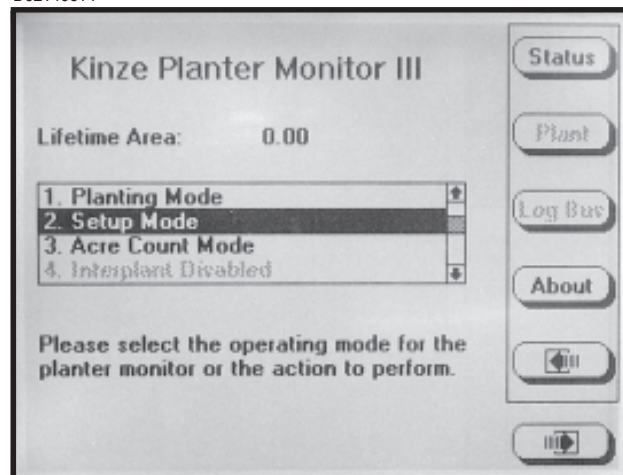 Kinze Planter Monitor III
Lifetime Area: 0.00
1. Planting Mode
2. Setup Mode
3. Acre Count Mode
4. Interplant Disabled
Please select the operating mode for the
planter monitor or the action to perform.
Status
Plant
Log Bus
About